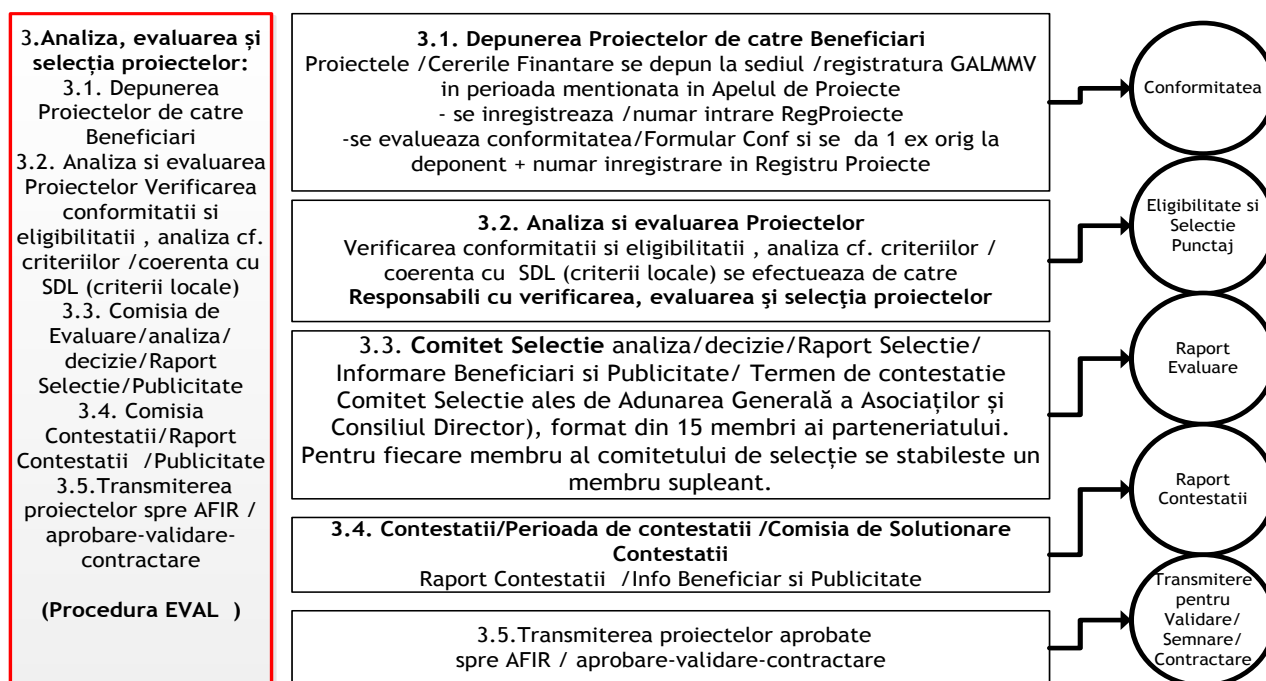 3.Analiza, evaluarea și
selecția proiectelor:
3.1. Depunerea
Proiectelor de catre
Beneficiari
3.2. Analiza si evaluarea
Proiectelor Verificarea
conformitatii si
eligibilitatii , analiza cf.
criteriilor /coerenta cu
SDL (criterii locale)
3.3. Comisia de
Evaluare/analiza/
decizie/Raport
Selectie/Publicitate
3.4. Comisia
Contestatii/Raport
Contestatii /Publicitate
3.5.Transmiterea
proiectelor spre AFIR /
aprobare-validare-
contractare
(Procedura EVAL )
3.1. Depunerea Proiectelor de catre Beneficiari
Proiectele /Cererile Finantare se depun la sediul /registratura GALMMV
in perioada mentionata in Apelul de Proiecte
- se inregistreaza /numar intrare RegProiecte
-se evalueaza conformitatea/Formular Conf si se da 1 ex orig la
deponent + numar inregistrare in Registru Proiecte
Conformitatea
3.2. Analiza si evaluarea Proiectelor
Verificarea conformitatii si eligibilitatii , analiza cf. criteriilor /
coerenta cu SDL (criterii locale) se efectueaza de catre
Responsabili cu verificarea, evaluarea şi selecţia proiectelor
Eligibilitate si
Selectie
Punctaj
3.3. Comitet Selectie analiza/decizie/Raport Selectie/
Informare Beneficiari si Publicitate/ Termen de contestatie
Comitet Selectie ales de Adunarea Generală a Asociaților și
Consiliul Director), format din 15 membri ai parteneriatului.
Pentru fiecare membru al comitetului de selecție se stabileste un
membru supleant.
Raport
Evaluare
3.4. Contestatii/Perioada de contestatii /Comisia de Solutionare
Contestatii
Raport Contestatii /Info Beneficiar si Publicitate
Raport
Contestatii
3.5.Transmiterea proiectelor aprobate
spre AFIR / aprobare-validare-contractare
Transmitere
pentru
Validare/
Semnare/
Contractare